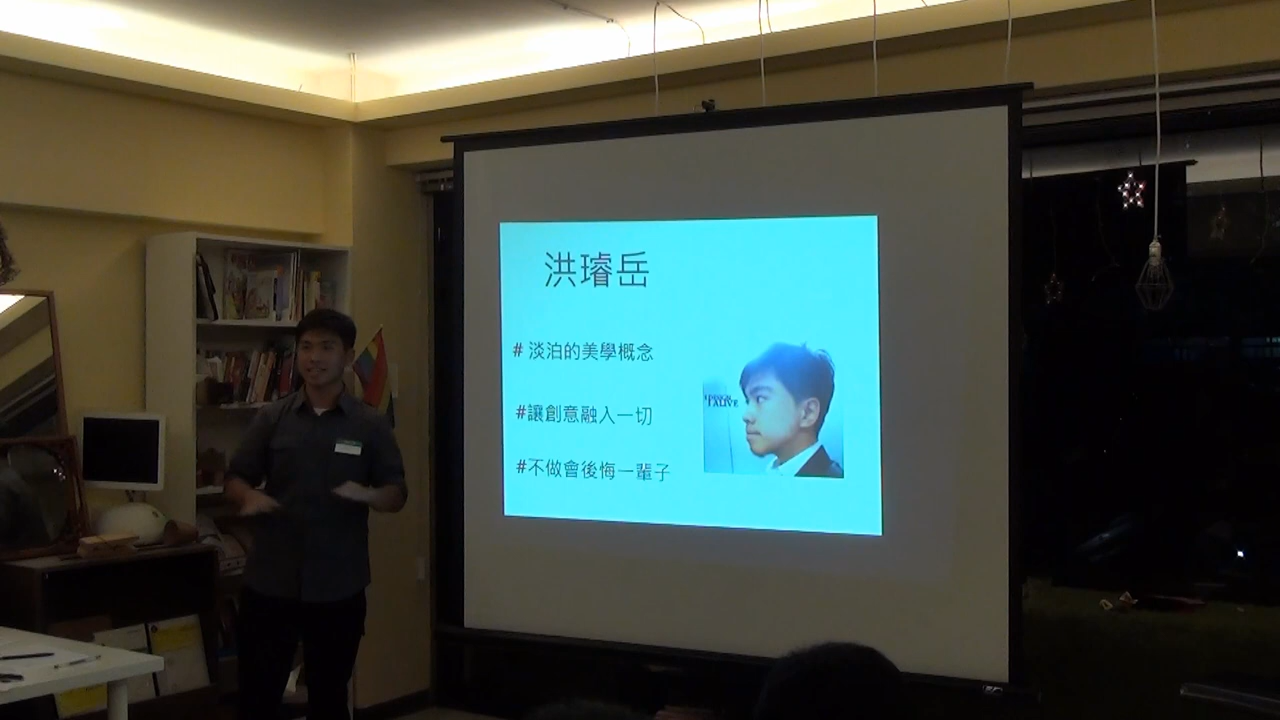 洪璿岳
# 淡泊的美學概念
#讓創意融入一切
#不做會後悔一輩子